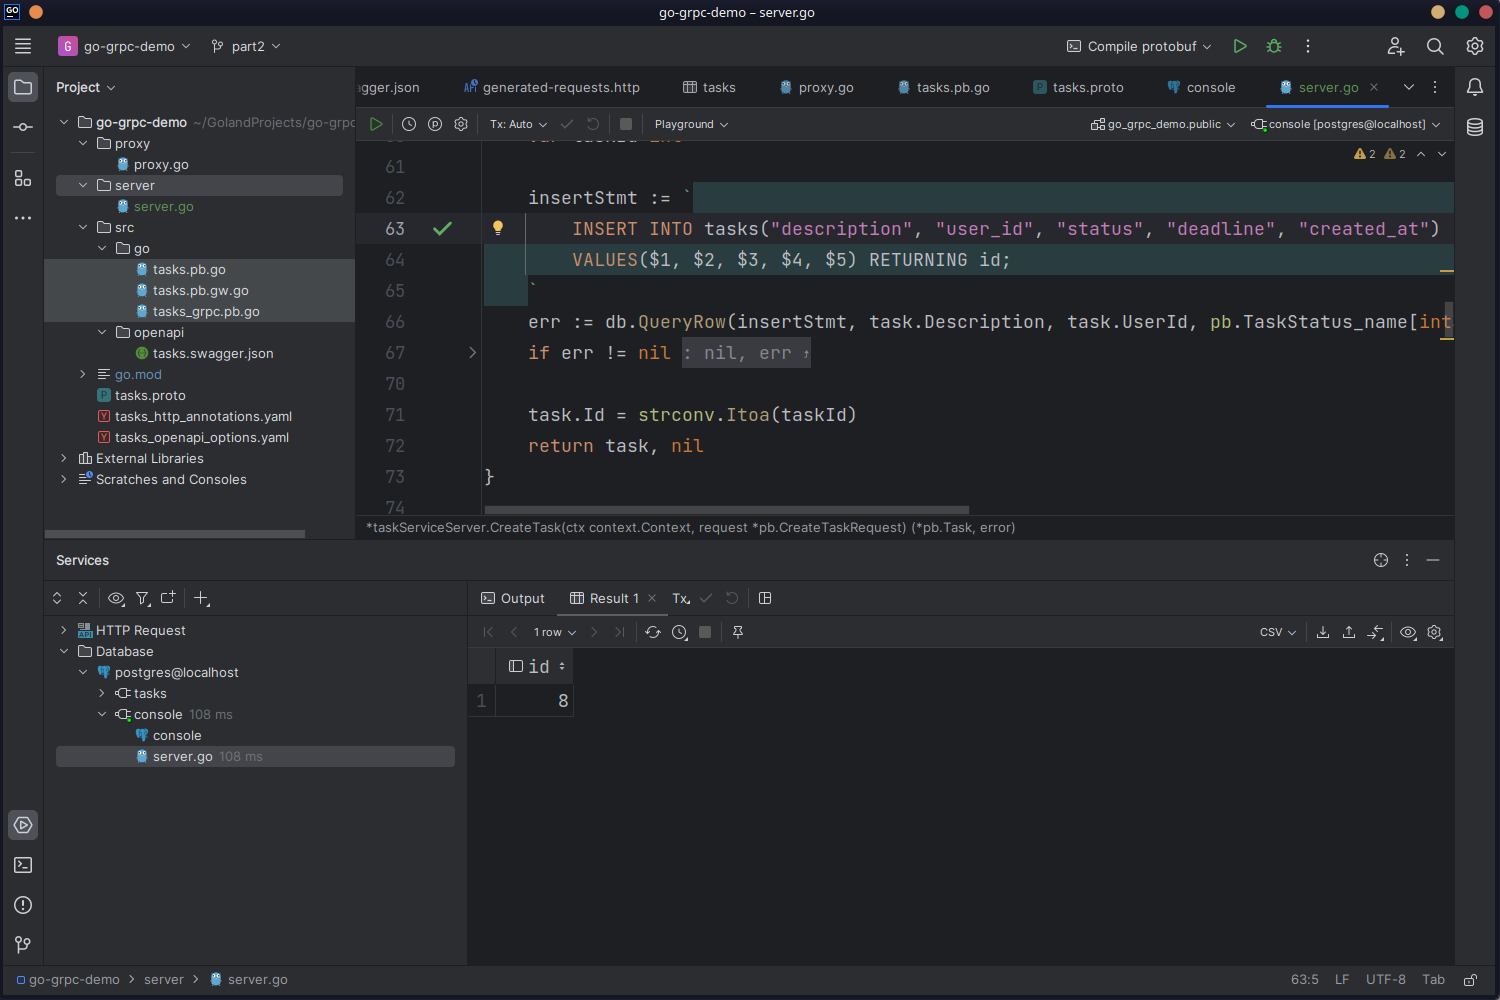 GO
go-grpc-demo – server.go
G go-grpc-demo
part2
Compile protobuf
Project
gger.json
API generated-requests.http
tasks
proxy.go
tasks.pb.go
tasks.proto
console
server.go
Tx: Auto
Playground
go_grpc_demo.public
console [postgres@localhost]
go-grpc-demo ~/GolandProjects/go-grpc
proxy
proxy.go
server
server.go
src
go
tasks.pb.go
tasks.pb.gw.go
tasks_grpc.pb.go
openapi
tasks.swagger.json
go.mod
tasks.proto
tasks_http_annotations.yaml
tasks_openapi_options.yaml
External Libraries
Scratches and Consoles
2 2
61
62 insertStmt := `
63 INSERT INTO tasks("description", "user_id", "status", "deadline", "created_at")
64 VALUES($1, $2, $3, $4, $5) RETURNING id;
65 `
66 err := db.QueryRow(insertStmt, task.Description, task.UserId, pb.TaskStatus_name[int
67 if err != nil : nil, err
70
71 task.Id = strconv.Itoa(taskId)
72 return task, nil
73 }
74
*taskServiceServer.CreateTask(ctx context.Context, request *pb.CreateTaskRequest) (*pb.Task, error)
Services
HTTP Request
Database
postgres@localhost
tasks
console 108 ms
console
server.go 108 ms
Output
Result 1
Tx
1 row
CSV
id
1 8
go-grpc-demo > server > server.go
63:5 LF UTF-8 Tab